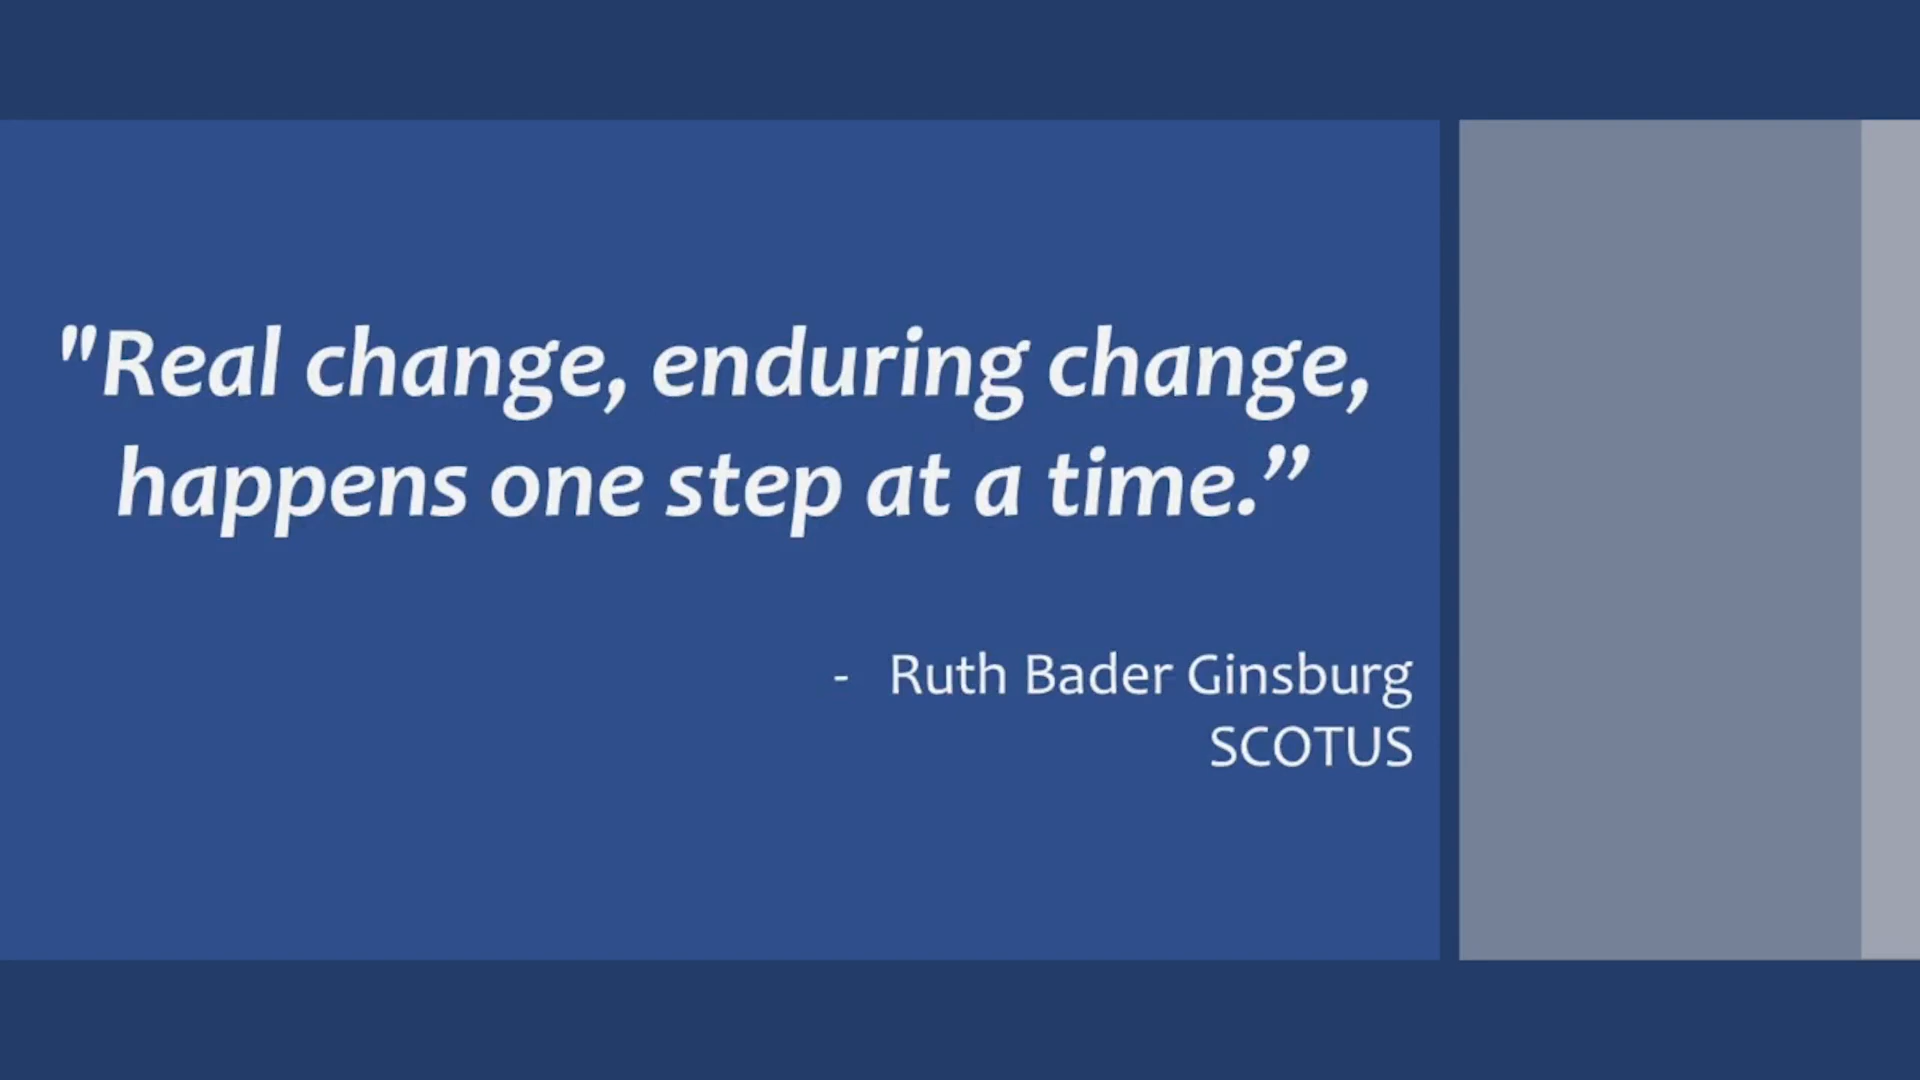 "Real change, enduring change,
happens one step at a time.”
- Ruth Bader Ginsburg
SCOTUS